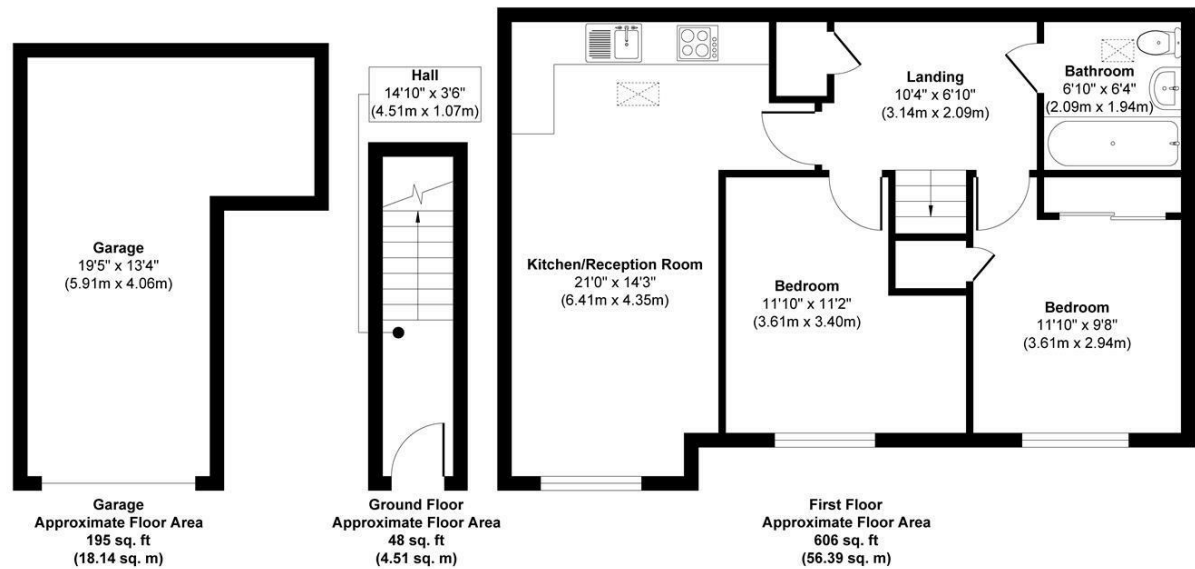 Hall
14'10" x 3'6"
(4.51m x 1.07m)
Landing
10'4" x 6'10"
(3.14m x 2.09m)
Bathroom
6'10" x 6'4"
(2.09m x 1.94m)
Garage
19'5" x 13'4"
(5.91m x 4.06m)
Kitchen/Reception Room
21'0" x 14'3"
(6.41m x 4.35m)
Bedroom
11'10" x 11'2"
(3.61m x 3.40m)
Bedroom
11'10" x 9'8"
(3.61m x 2.94m)
Garage
Approximate Floor Area
195 sq. ft
(18.14 sq. m)
Ground Floor
Approximate Floor Area
48 sq. ft
(4.51 sq. m)
First Floor
Approximate Floor Area
606 sq. ft
(56.39 sq. m)